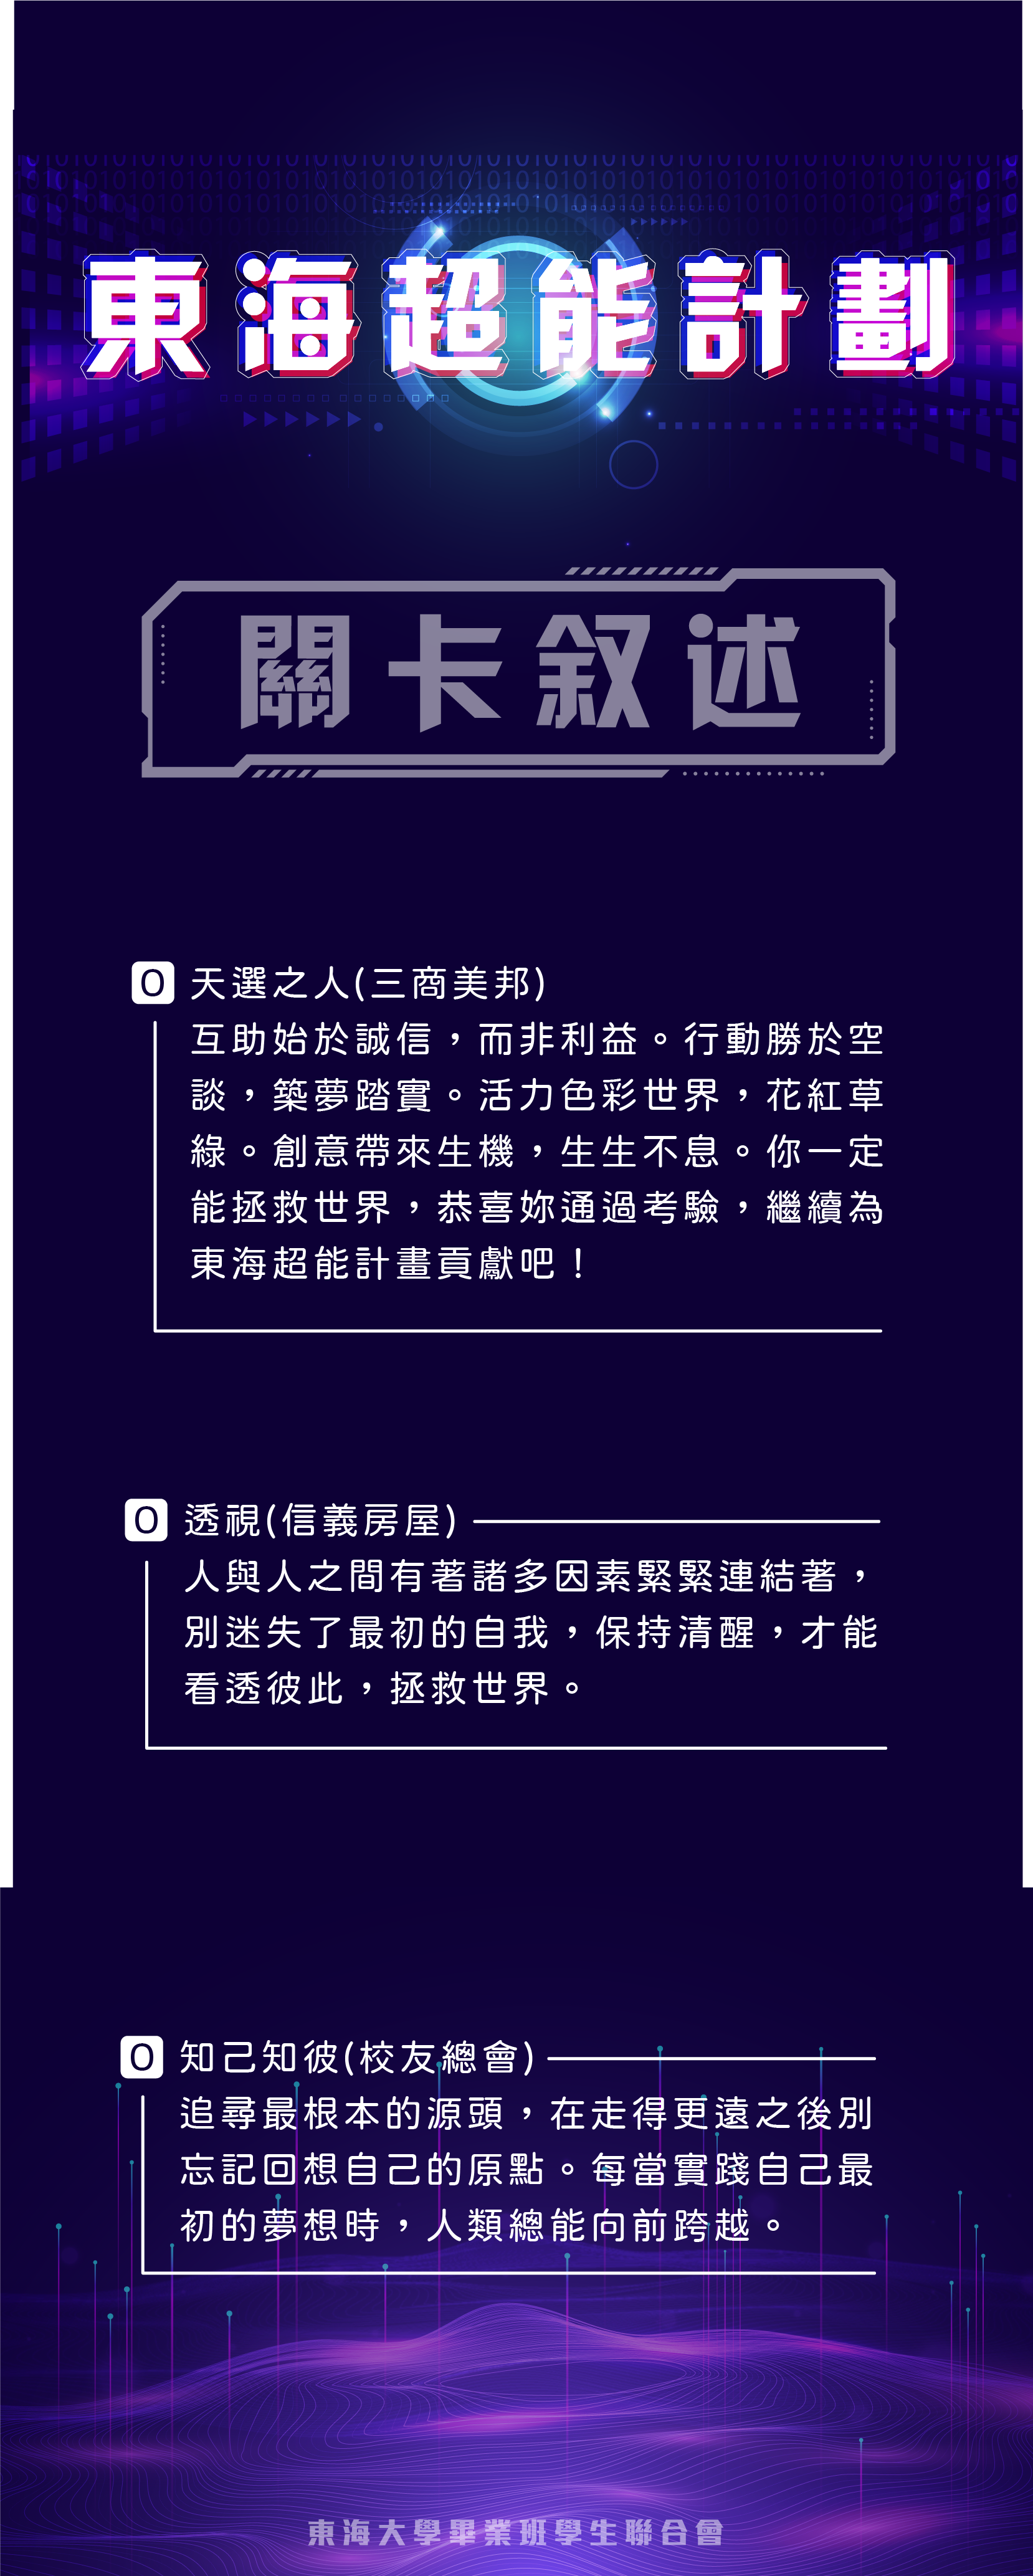 東海超能計劃
關卡叙述
O 天選之人(三商美邦)
互助始於誠信，而非利益。行動勝於空
談，築夢踏實。活力色彩世界，花紅草
綠。創意帶來生機，生生不息。你一定
能拯救世界，恭喜妳通過考驗，繼續為
東海超能計畫貢獻吧！
O 透視(信義房屋)
人與人之間有著諸多因素緊緊連結著，
別迷失了最初的自我，保持清醒，才能
看透彼此，拯救世界。
O 知己知彼(校友總會)
追尋最根本的源頭，在走得更遠之後別
忘記回想自己的原點。每當實踐自己最
初的夢想時，人類總能向前跨越。
東海大學畢業班學生聯合會